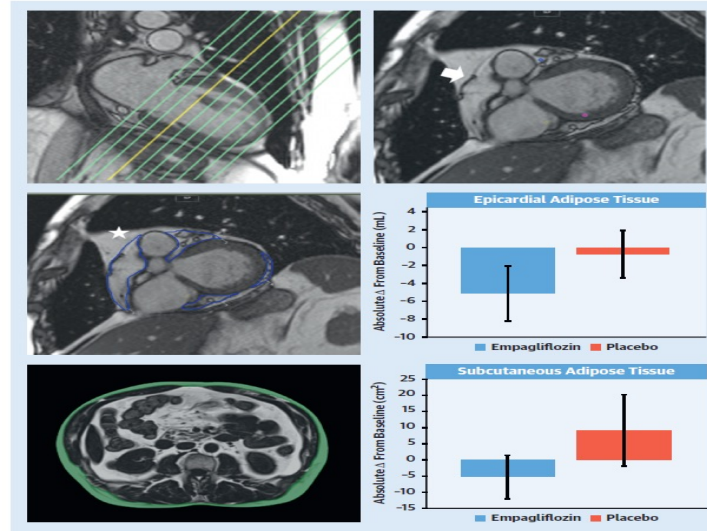 Epicardial Adipose Tissue
Absolute Δ From Baseline (mL)
4
2
0
−2
−4
−6
−8
−10
Empagliflozin Placebo
Subcutaneous Adipose Tissue
Absolute Δ From Baseline (cm²)
25
20
15
10
5
0
−5
−10
−15
Empagliflozin Placebo